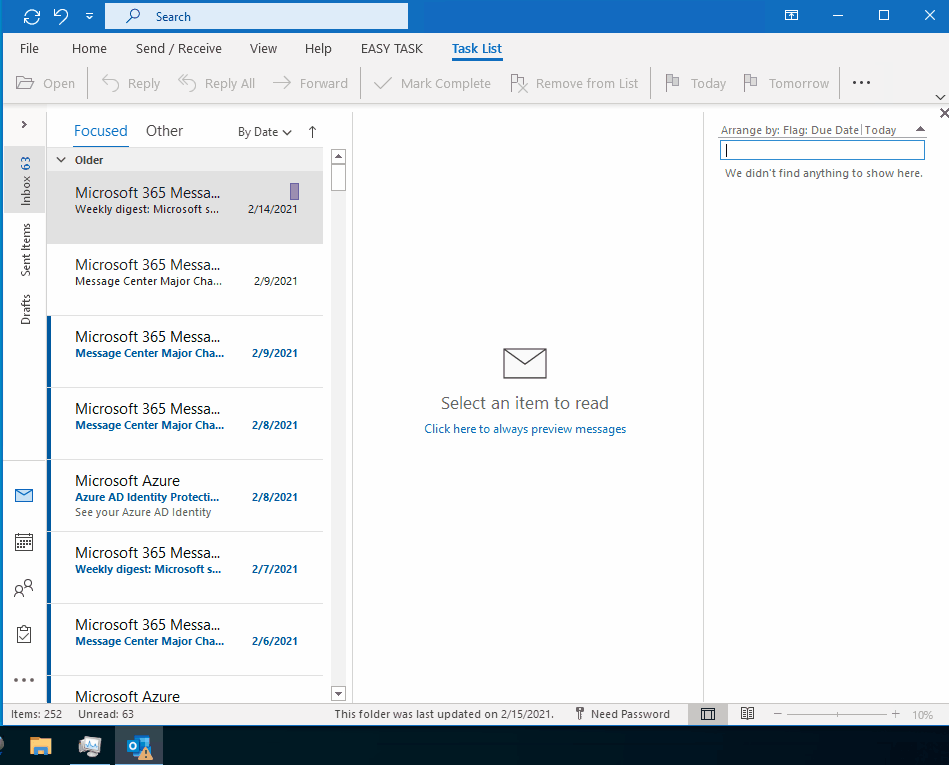 Search
File Home Send / Receive View Help EASY TASK Task List
Open Reply Reply All Forward Mark Complete Remove from List Today Tomorrow ...
Focused Other By Date
Older
Inbox 63
Sent Items
Drafts
Microsoft 365 Messa...
Weekly digest: Microsoft s... 2/14/2021
Microsoft 365 Messa...
Message Center Major Cha... 2/9/2021
Microsoft 365 Messa...
Message Center Major Cha... 2/9/2021
Microsoft 365 Messa...
Message Center Major Cha... 2/8/2021
Microsoft Azure
Azure AD Identity Protecti... 2/8/2021
See your Azure AD Identity
Microsoft 365 Messa...
Weekly digest: Microsoft s... 2/7/2021
Microsoft 365 Messa...
Message Center Major Cha... 2/6/2021
Microsoft Azure
Select an item to read
Click here to always preview messages
Arrange by: Flag: Due Date Today
We didn't find anything to show here.
Items: 252 Unread: 63 This folder was last updated on 2/15/2021. Need Password 10%